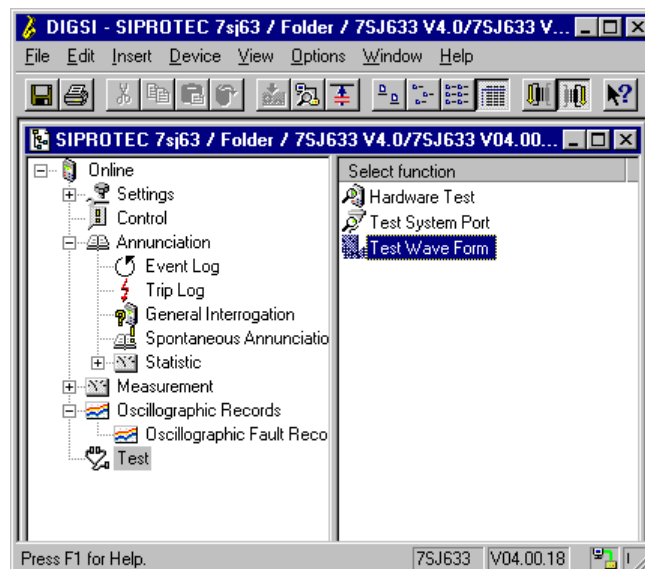 DIGSI - SIPROTEC 7sj63 / Folder / 7SJ633 V4.0/7SJ633 V...
File Edit Insert Device View Options Window Help
SIPROTEC 7sj63 / Folder / 7SJ633 V4.0/7SJ633 V04.00...
Online
Settings
Control
Annunciation
Event Log
Trip Log
General Interrogation
Spontaneous Annunciatio
Statistic
Measurement
Oscillographic Records
Oscillographic Fault Reco
Test
Select function
Hardware Test
Test System Port
Test Wave Form
Press F1 for Help.
7SJ633
V04.00.18